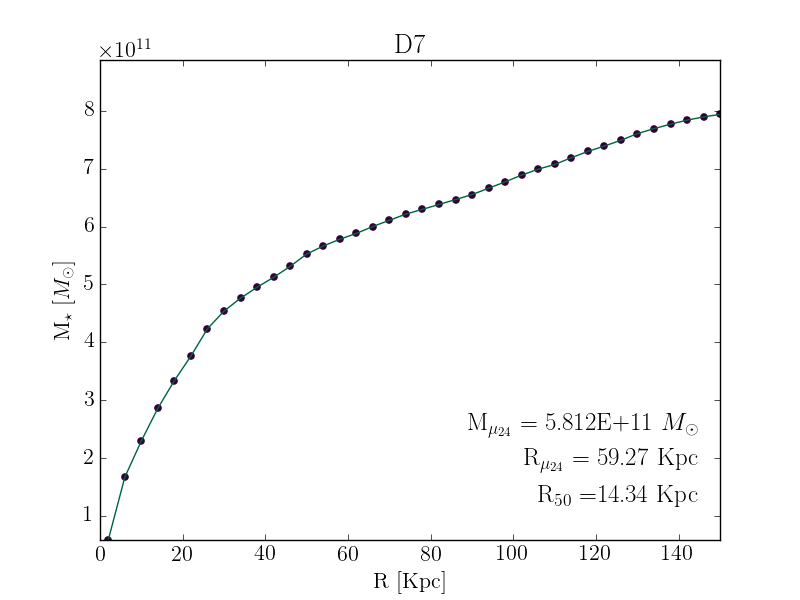 D7
×10¹¹
8
7
6
5
4
3
2
1
M⋆ [M⊙]
M_μ₂₄ = 5.812E+11 M⊙
R_μ₂₄ = 59.27 Kpc
R₅₀ =14.34 Kpc
0 20 40 60 80 100 120 140
R [Kpc]